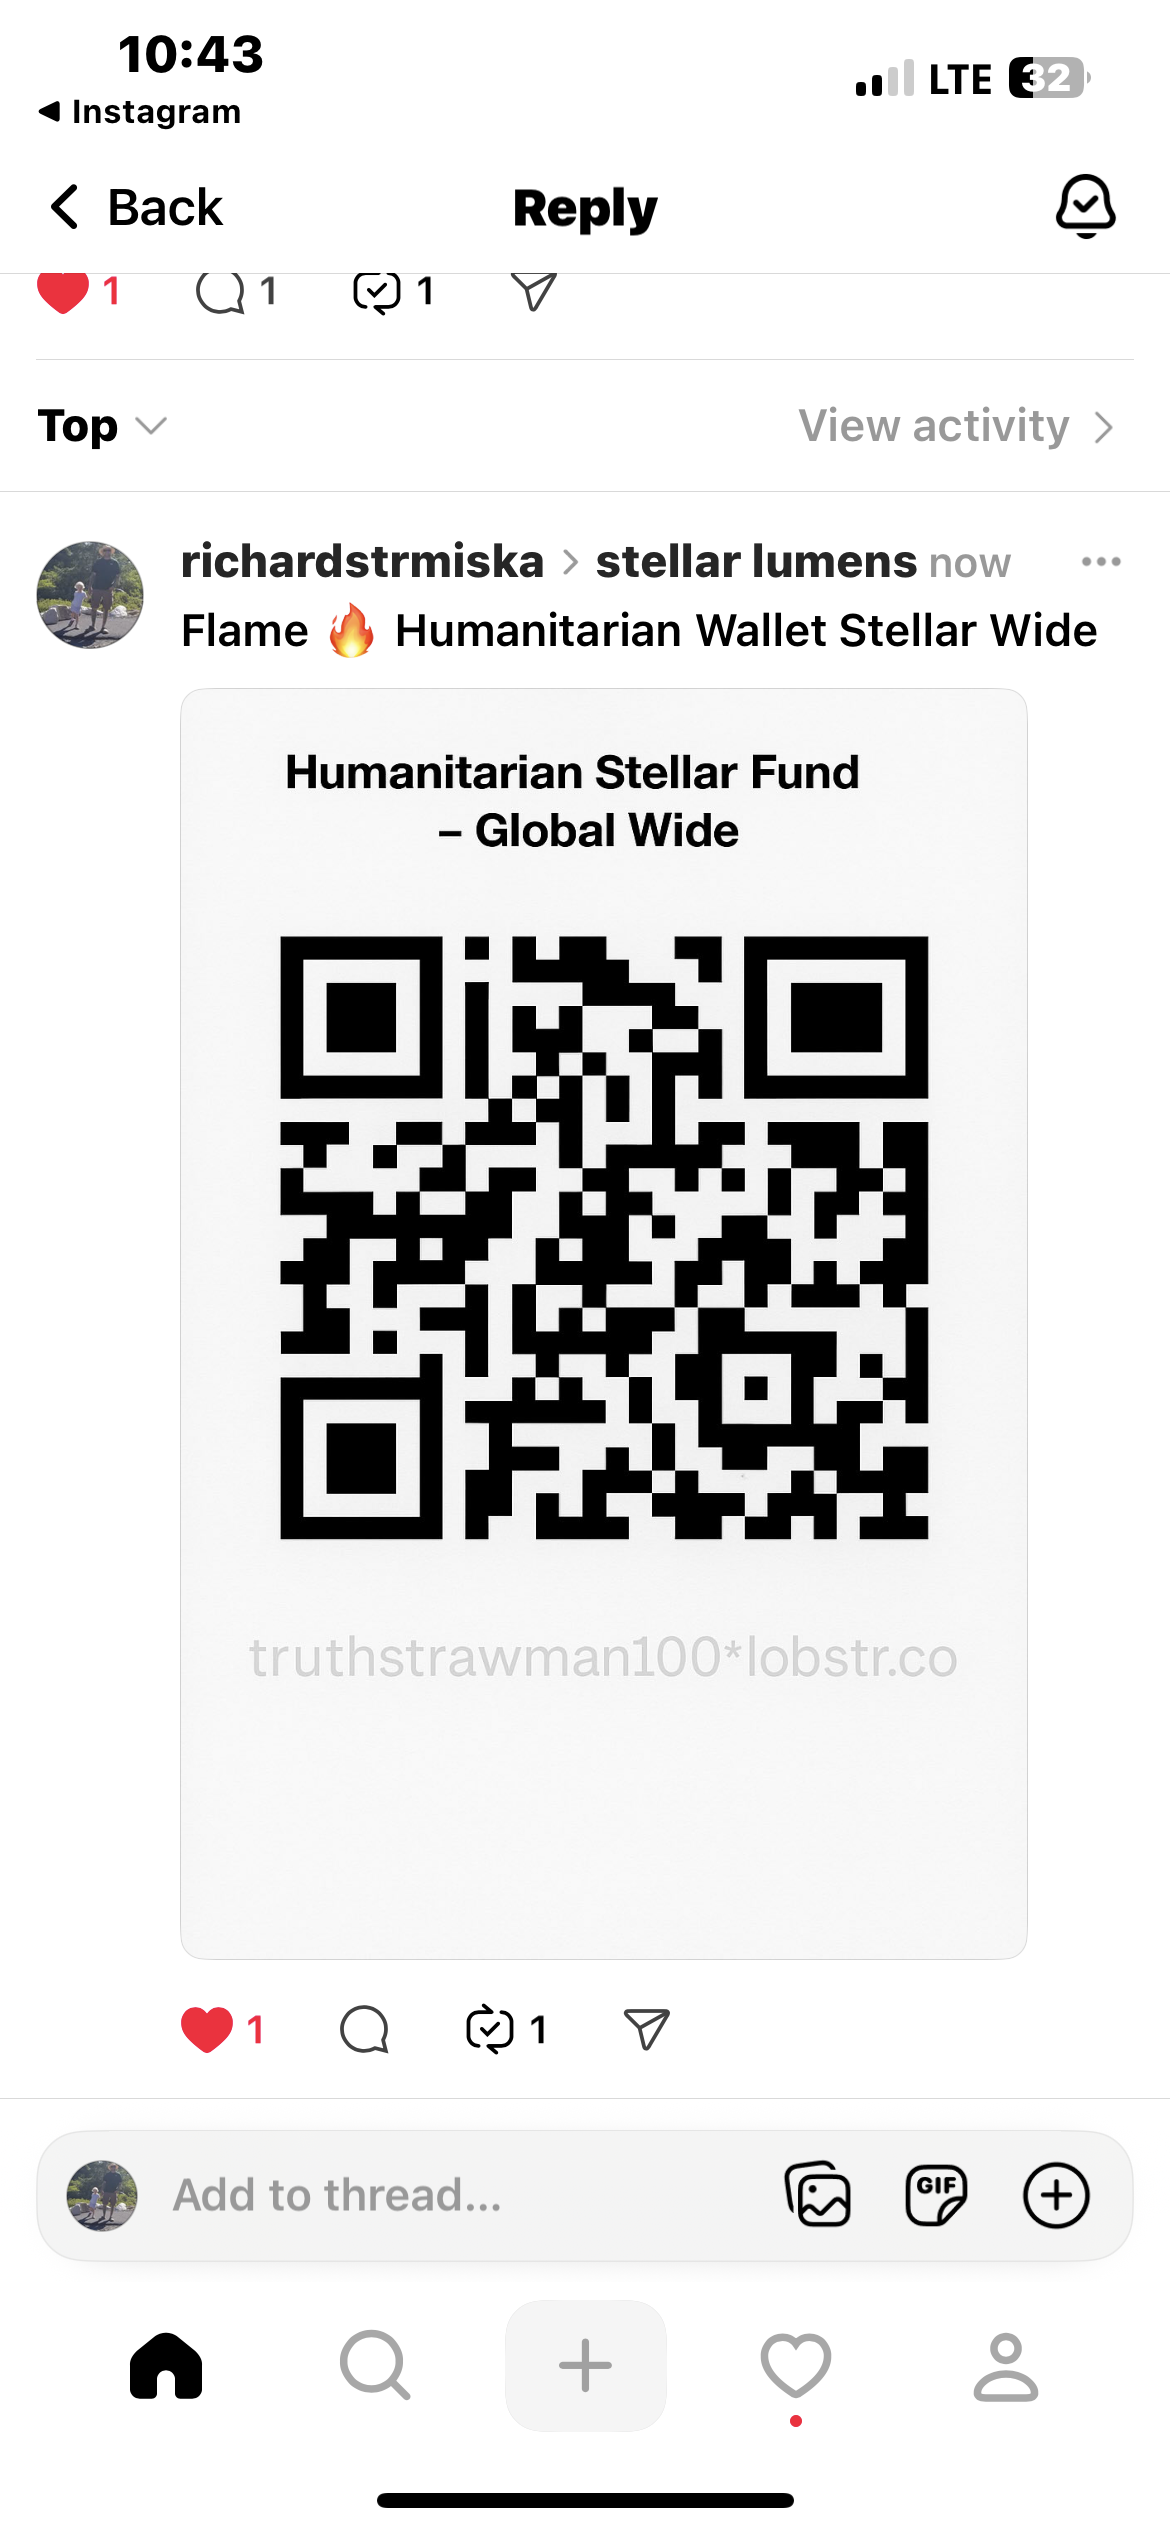 10:43
LTE 32
Instagram
Back
Reply
1 1 1
Top
View activity
richardstrmiska > stellar lumens now
Flame 🔥 Humanitarian Wallet Stellar Wide
Humanitarian Stellar Fund
– Global Wide
truthstrawman100*lobstr.co
1 1
Add to thread...
GIF